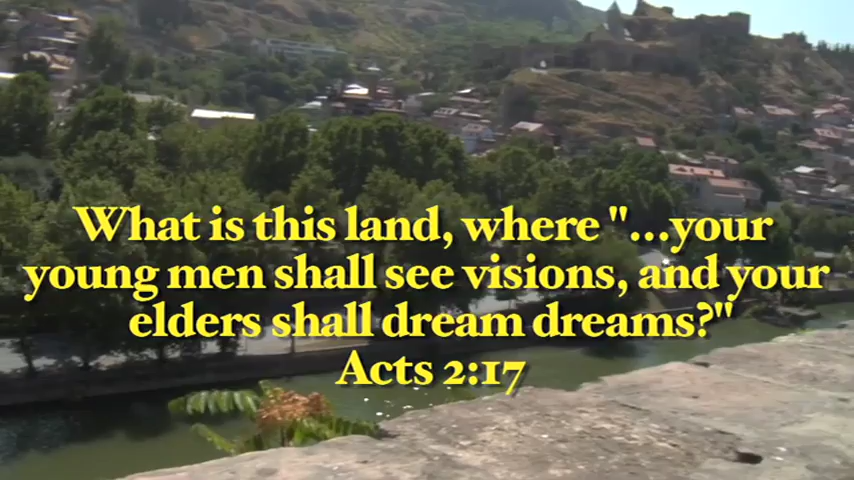 What is this land, where "...your
young men shall see visions, and your
elders shall dream dreams?"
Acts 2:17